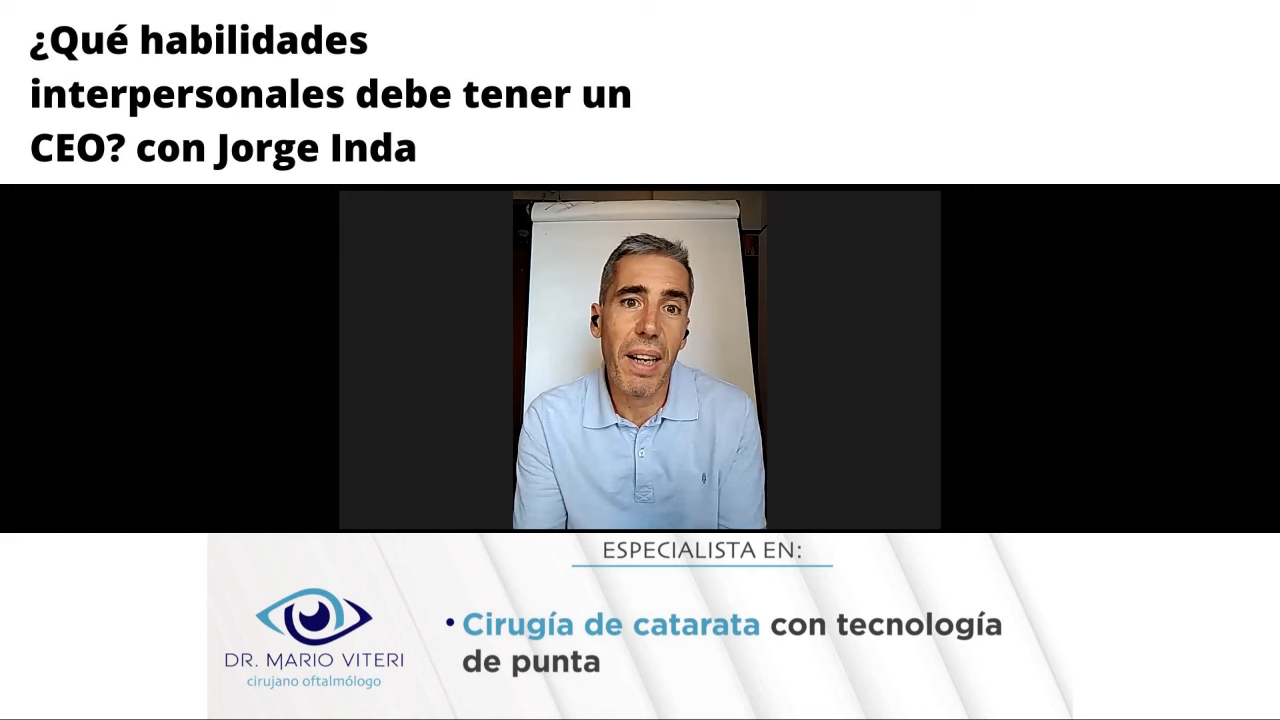 ¿Qué habilidades
interpersonales debe tener un
CEO? con Jorge Inda
ESPECIALISTA EN:
• Cirugía de catarata con tecnología
de punta
DR. MARIO VITERI
cirujano oftalmólogo